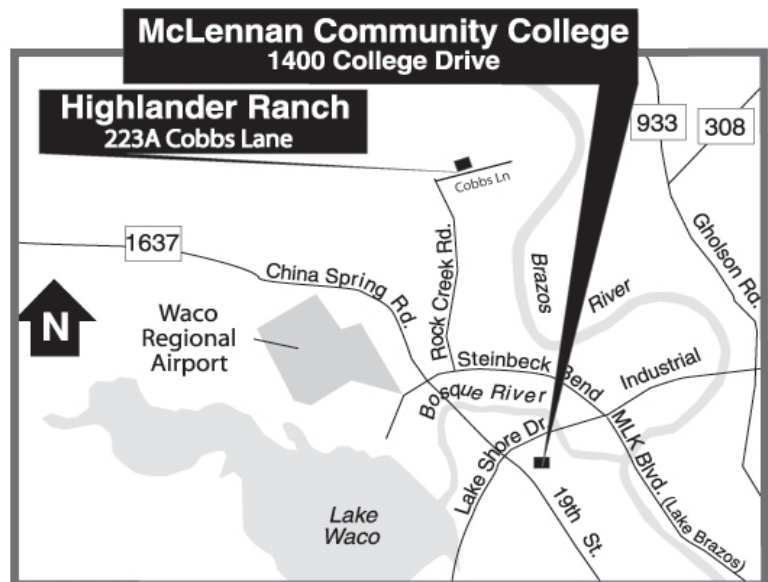 McLennan Community College
1400 College Drive
Highlander Ranch
223A Cobbs Lane
933
308
Cobbs Ln
1637
China Spring Rd.
Rock Creek Rd.
Brazos
River
Gholson Rd.
N
Waco
Regional
Airport
Steinbeck Bend
Industrial
Bosque River
Lake Shore Dr.
MLK Blvd. (Lake Brazos)
19th St.
Lake
Waco